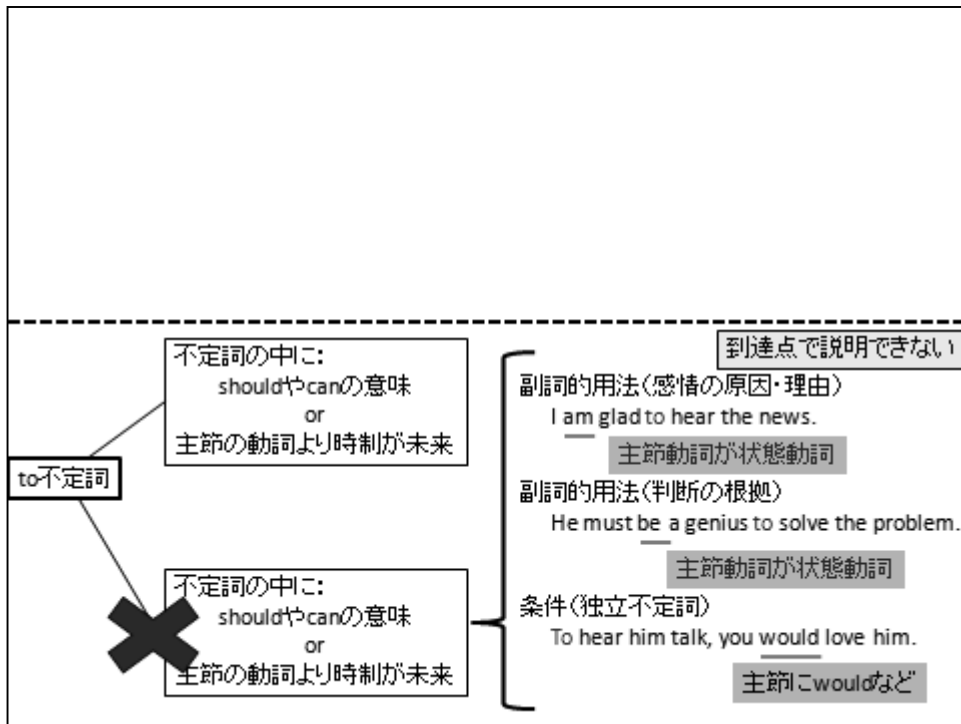 to不定詞
不定詞の中に:
shouldやcanの意味
or
主節の動詞より時制が未来
不定詞の中に:
shouldやcanの意味
or
主節の動詞より時制が未来
到達点で説明できない
副詞的用法(感情の原因・理由)
I am glad to hear the news.
主節動詞が状態動詞
副詞的用法(判断の根拠)
He must be a genius to solve the problem.
主節動詞が状態動詞
条件(独立不定詞)
To hear him talk, you would love him.
主節にwouldなど